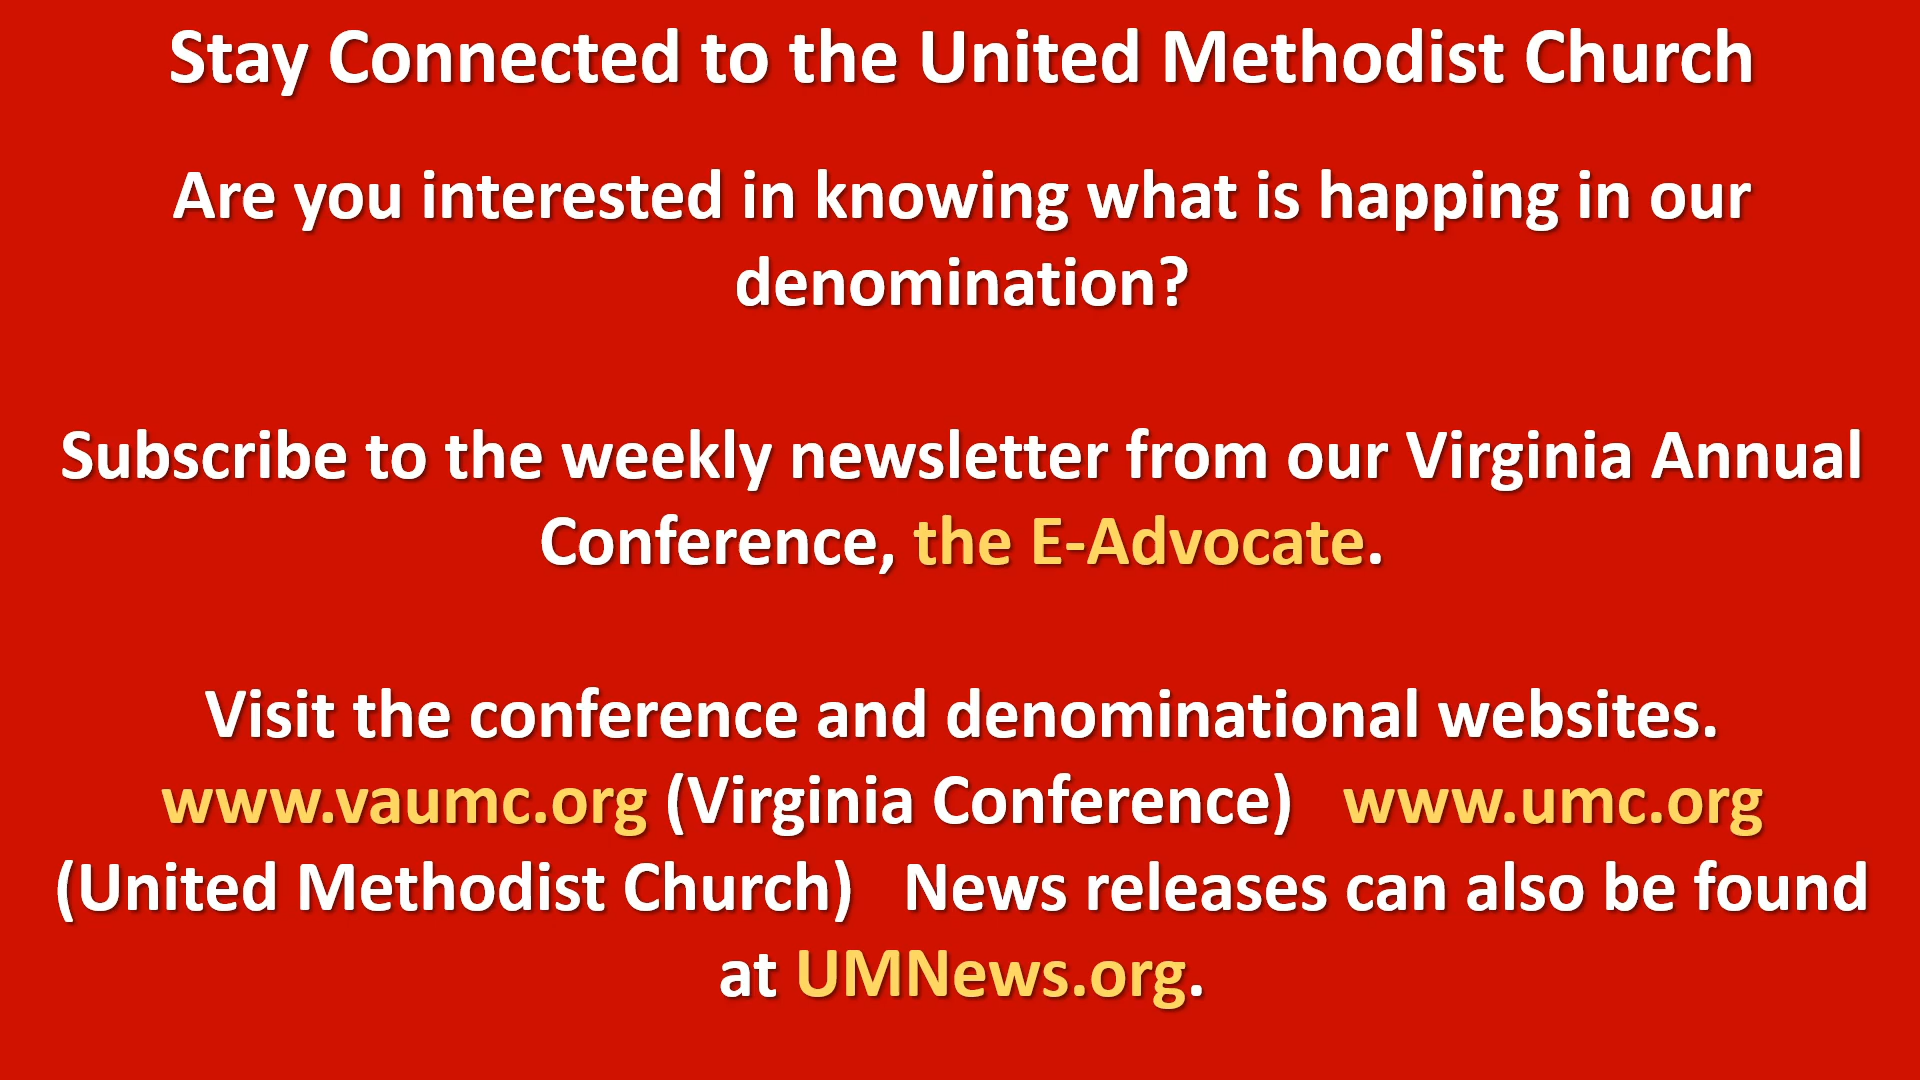 Stay Connected to the United Methodist Church
Are you interested in knowing what is happing in our
denomination?
Subscribe to the weekly newsletter from our Virginia Annual
Conference, the E-Advocate.
Visit the conference and denominational websites.
www.vaumc.org (Virginia Conference) www.umc.org
(United Methodist Church) News releases can also be found
at UMNews.org.